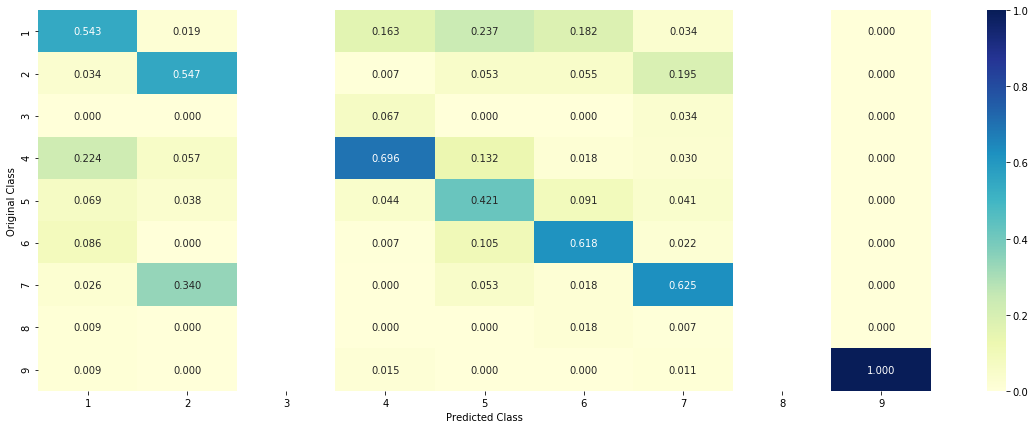 1.0
1 0.543 0.019 0.163 0.237 0.182 0.034 0.000
2 0.034 0.547 0.007 0.053 0.055 0.195 0.000
0.8
3 0.000 0.000 0.067 0.000 0.000 0.034 0.000
0.6
4 0.224 0.057 0.696 0.132 0.018 0.030 0.000
Original Class
5 0.069 0.038 0.044 0.421 0.091 0.041 0.000
0.4
6 0.086 0.000 0.007 0.105 0.618 0.022 0.000
7 0.026 0.340 0.000 0.053 0.018 0.625 0.000
0.2
8 0.009 0.000 0.000 0.000 0.018 0.007 0.000
9 0.009 0.000 0.015 0.000 0.000 0.011 1.000
0.0
1 2 3 4 5 6 7 8 9
Predicted Class